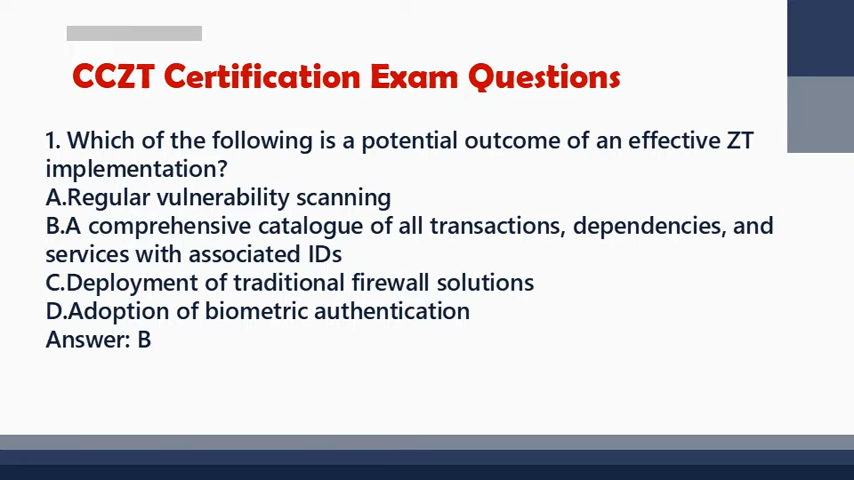 CCZT Certification Exam Questions
1. Which of the following is a potential outcome of an effective ZT
implementation?
A.Regular vulnerability scanning
B.A comprehensive catalogue of all transactions, dependencies, and
services with associated IDs
C.Deployment of traditional firewall solutions
D.Adoption of biometric authentication
Answer: B